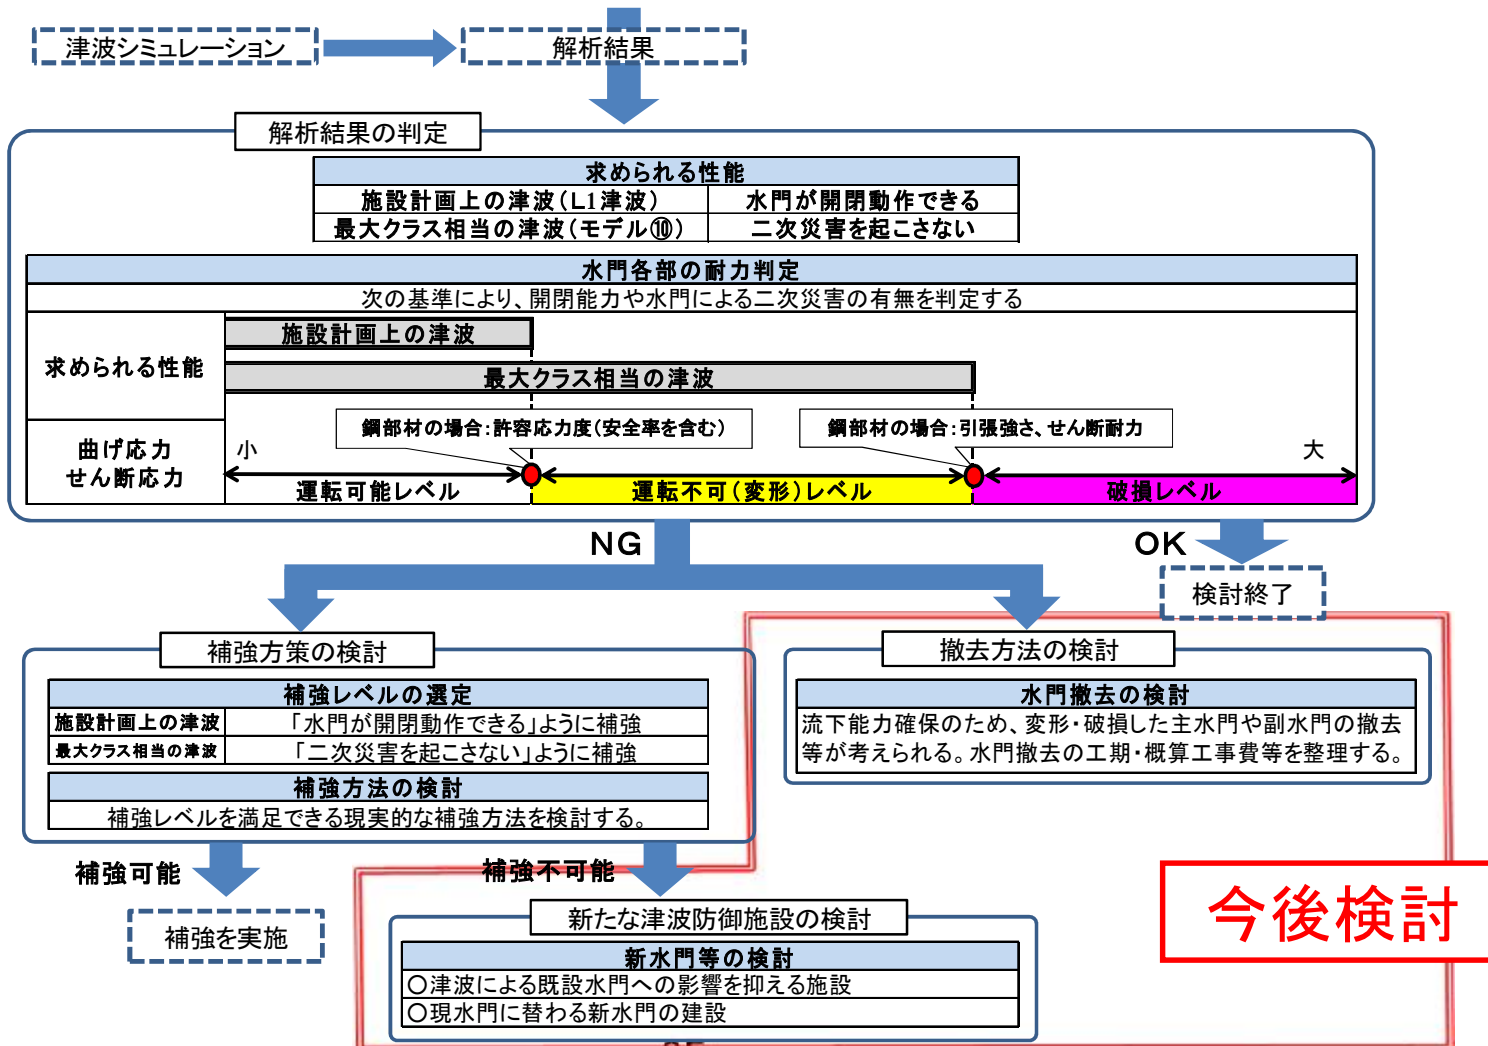 津波シミュレーション
解析結果
解析結果の判定
求められる性能
施設計画上の津波(L1津波) 水門が開閉動作できる
最大クラス相当の津波(モデル⑩) 二次災害を起こさない
水門各部の耐力判定
次の基準により、開閉能力や水門による二次災害の有無を判定する
求められる性能
施設計画上の津波
最大クラス相当の津波
曲げ応力
せん断応力
鋼部材の場合:許容応力度(安全率を含む)
鋼部材の場合:引張強さ、せん断耐力
小
大
運転可能レベル
運転不可(変形)レベル
破損レベル
NG
OK
検討終了
補強方策の検討
補強レベルの選定
施設計画上の津波 「水門が開閉動作できる」ように補強
最大クラス相当の津波 「二次災害を起こさない」ように補強
補強方法の検討
補強レベルを満足できる現実的な補強方法を検討する。
撤去方法の検討
水門撤去の検討
流下能力確保のため、変形・破損した主水門や副水門の撤去
等が考えられる。水門撤去の工期・概算工事費等を整理する。
補強可能
補強不可能
補強を実施
新たな津波防御施設の検討
新水門等の検討
○津波による既設水門への影響を抑える施設
○現水門に替わる新水門の建設
今後検討